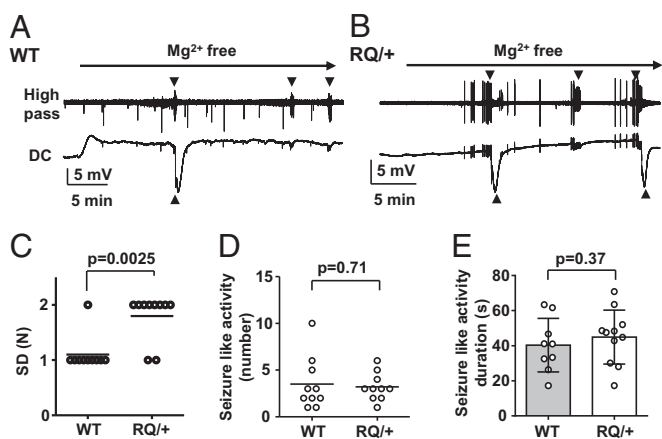 A
WT
Mg²⁺ free
High pass
DC
5 mV
5 min
B
RQ/+
Mg²⁺ free
5 mV
5 min
C
p=0.0025
SD (N)
2
1
0
WT RQ/+
D
p=0.71
Seizure like activity (number)
15
10
5
0
WT RQ/+
E
p=0.37
Seizure like activity duration (s)
80
60
40
20
0
WT RQ/+